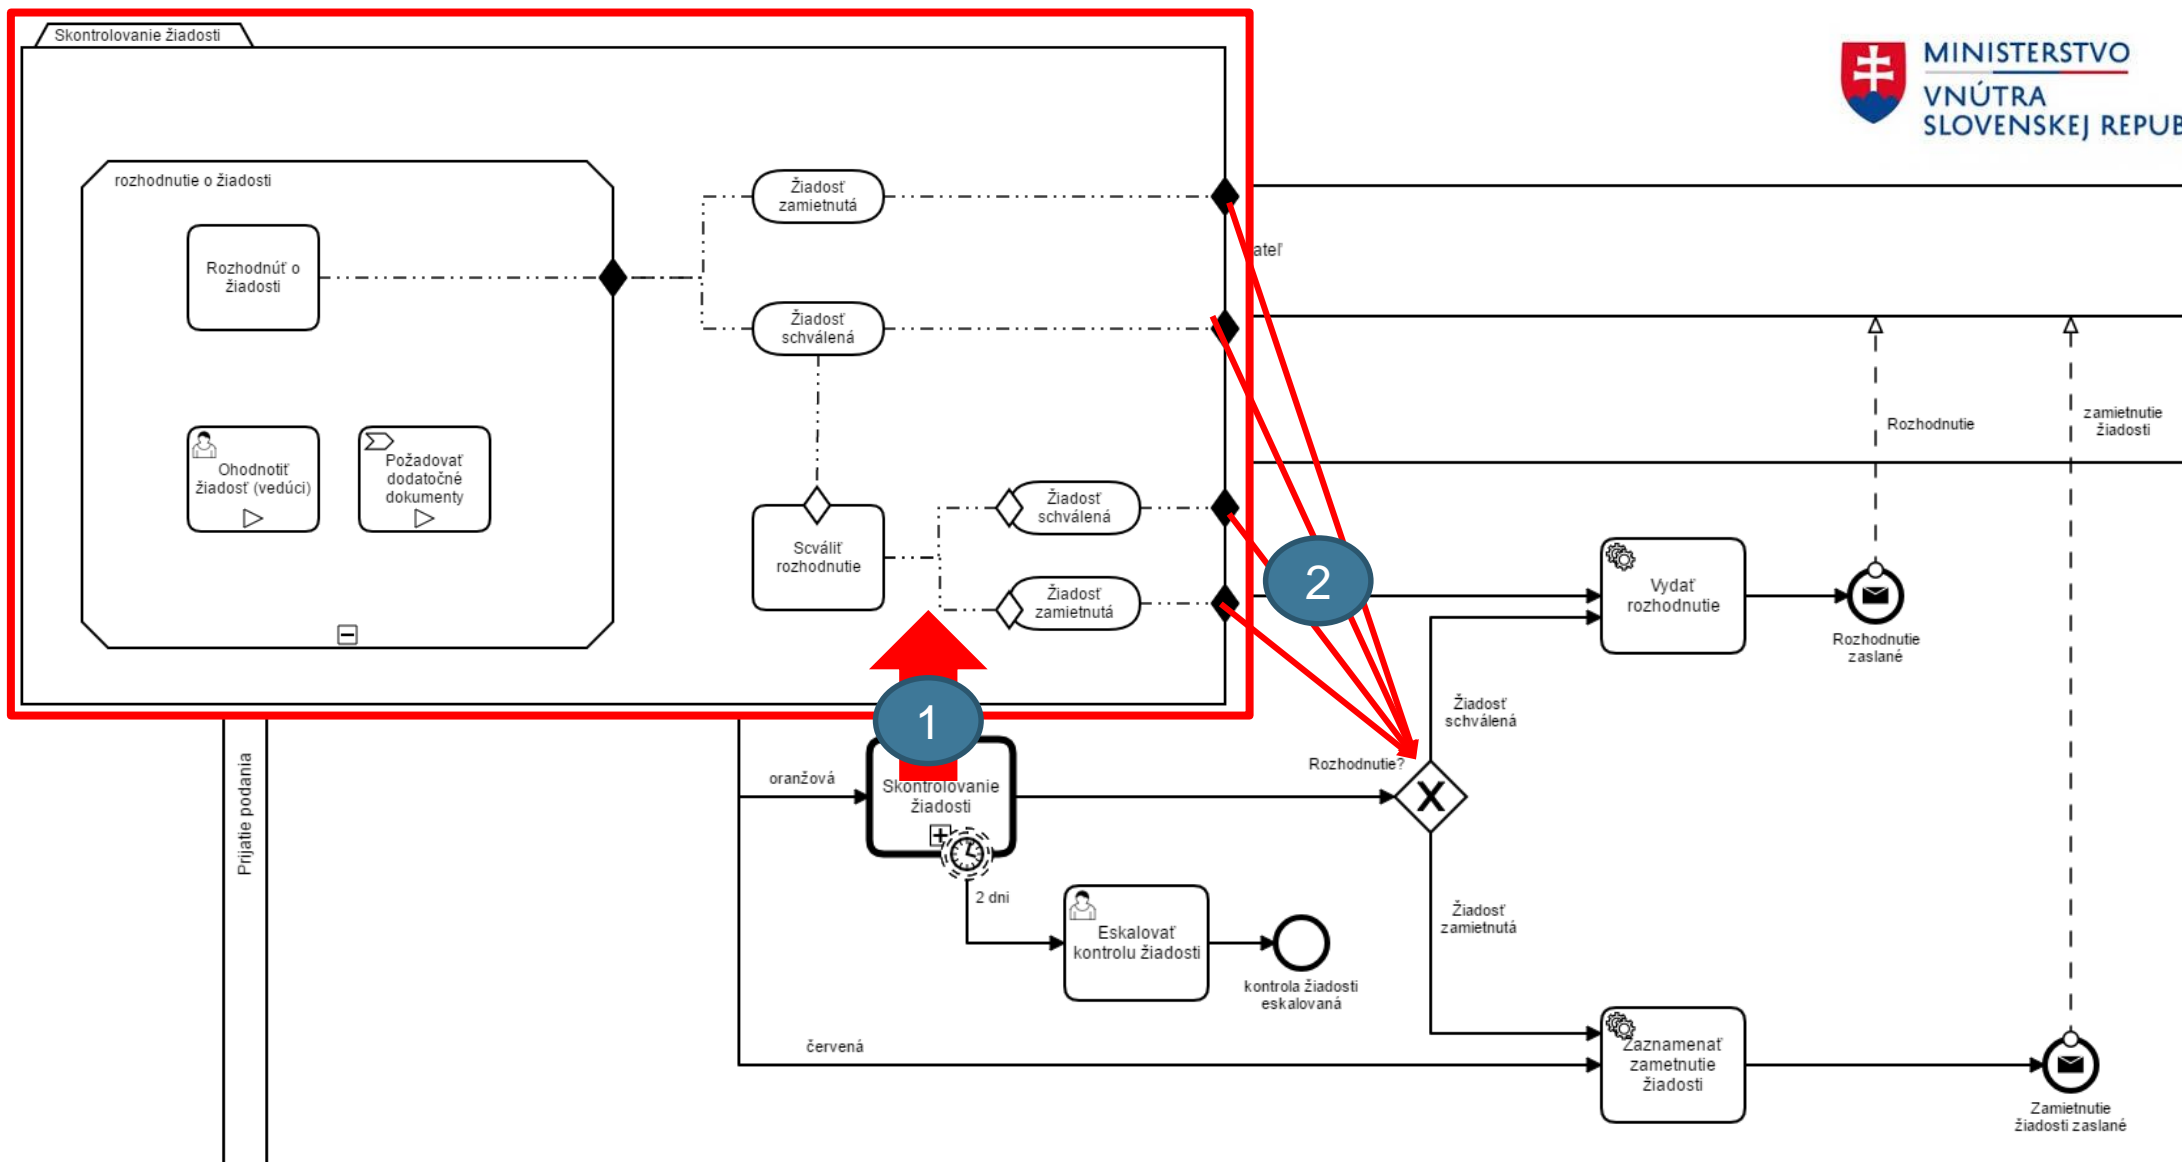 Skontrolovanie žiadosti
MINISTERSTVO
VNÚTRA
SLOVENSKEJ REPUB
rozhodnutie o žiadosti
Žiadosť
zamietnutá
Rozhodnúť o
žiadosti
ateľ
Žiadosť
schválená
Ohodnotiť
žiadosť (vedúci)
Požadovať
dodatočné
dokumenty
Rozhodnutie
zamietnutie
žiadosti
Žiadosť
schválená
Scváliť
rozhodnutie
Žiadosť
zamietnutá
2
Vydať
rozhodnutie
Rozhodnutie
zaslané
1
Žiadosť
schválená
Prijatie podania
oranžová
Skontrolovanie
žiadosti
Rozhodnutie?
X
2 dni
Eskalovať
kontrolu žiadosti
Žiadosť
zamietnutá
kontrola žiadosti
eskalovaná
červená
Zaznamenať
zametnutie
žiadosti
Zamietnutie
žiadosti zaslané